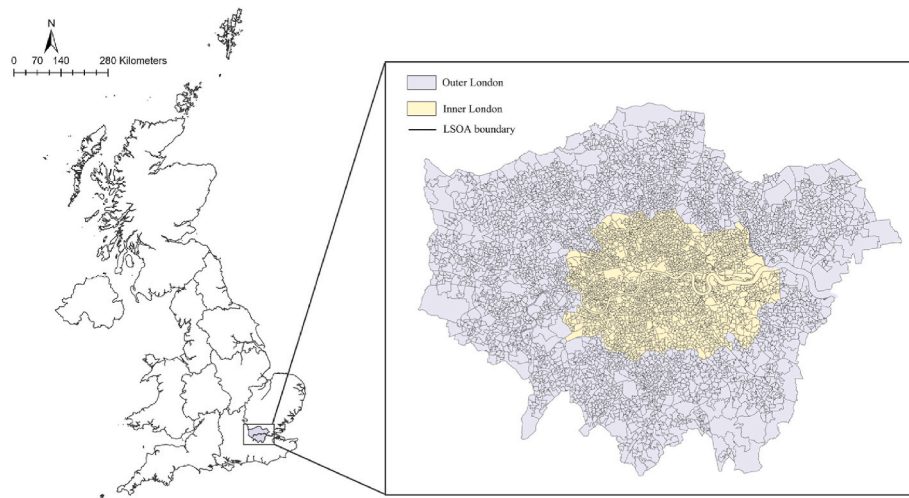 N
0 70 140 280 Kilometers
Outer London
Inner London
LSOA boundary